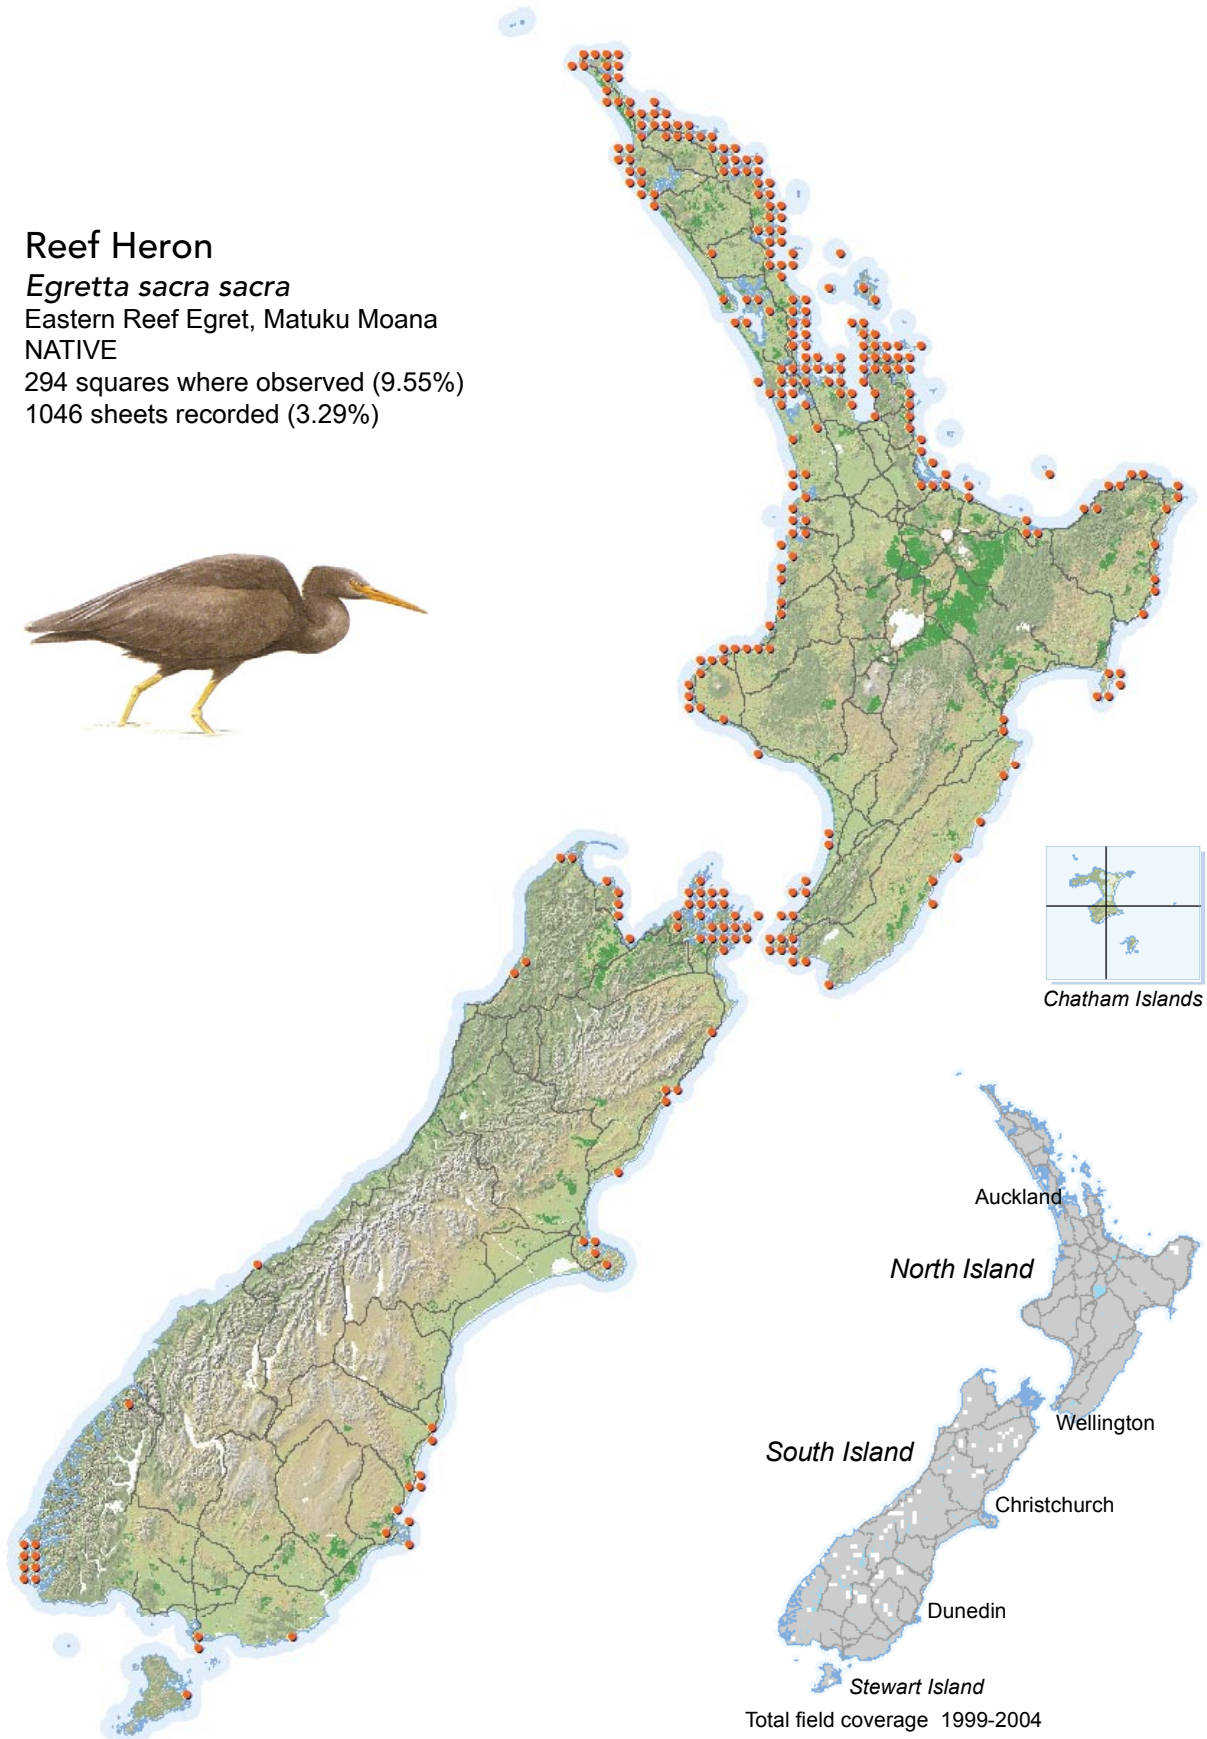 Reef Heron
Egretta sacra sacra
Eastern Reef Egret, Matuku Moana
NATIVE
294 squares where observed (9.55%)
1046 sheets recorded (3.29%)
Chatham Islands
Auckland
North Island
Wellington
South Island
Christchurch
Dunedin
Stewart Island
Total field coverage 1999-2004